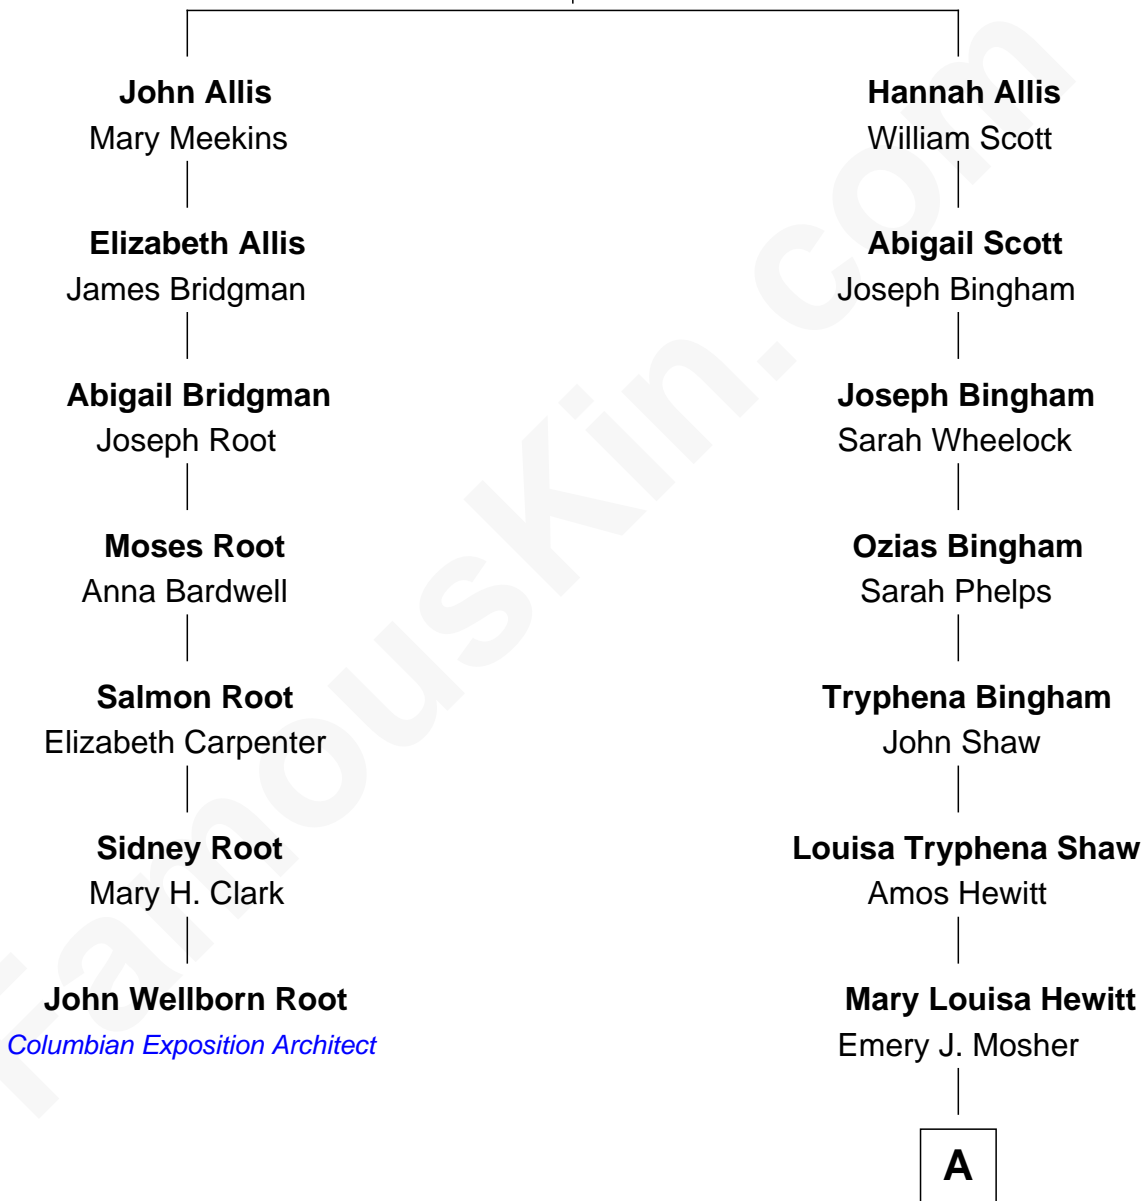 John Allis
Mary Meekins
Elizabeth Allis
James Bridgman
Abigail Bridgman
Joseph Root
Moses Root
Anna Bardwell
Salmon Root
Elizabeth Carpenter
Sidney Root
Mary H. Clark
John Wellborn Root
Columbian Exposition Architect
Hannah Allis
William Scott
Abigail Scott
Joseph Bingham
Joseph Bingham
Sarah Wheelock
Ozias Bingham
Sarah Phelps
Tryphena Bingham
John Shaw
Louisa Tryphena Shaw
Amos Hewitt
Mary Louisa Hewitt
Emery J. Mosher
A
FamousKin.com